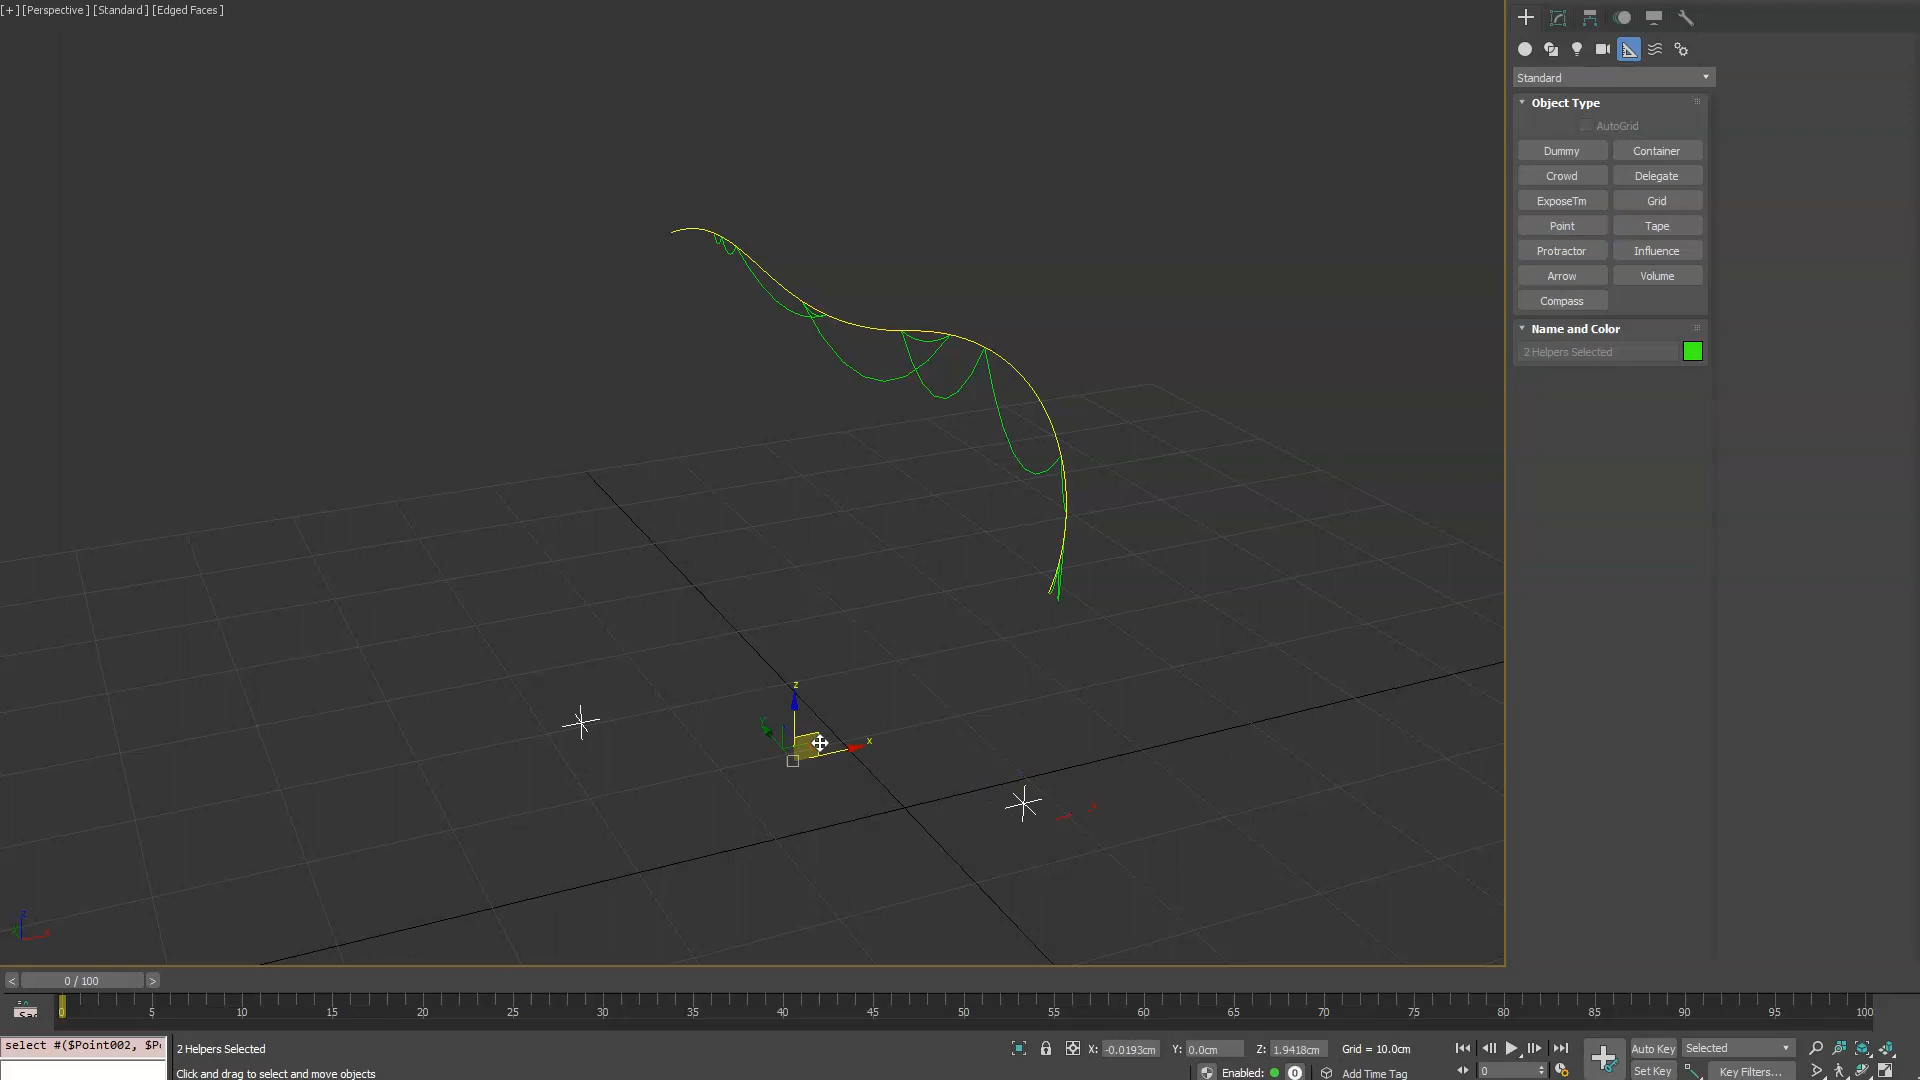 [+] [Perspective ] [Standard ] [Edged Faces ]
Standard
Object Type
AutoGrid
Dummy Container
Crowd Delegate
ExposeTm Grid
Point Tape
Protractor Influence
Arrow Volume
Compass
Name and Color
2 Helpers Selected
z
x
z
x
< 0 / 100 >
0 5 10 15 20 25 30 35 40 45 50 55 60 65 70 75 80 85 90 95 100
select #($Point002, $P
2 Helpers Selected
X: -0.0193cm Y: 0.0cm Z: 1.9418cm Grid = 10.0cm
Auto Key Selected
Click and drag to select and move objects
Enabled: 0 Add Time Tag
0
Set Key Key Filters...